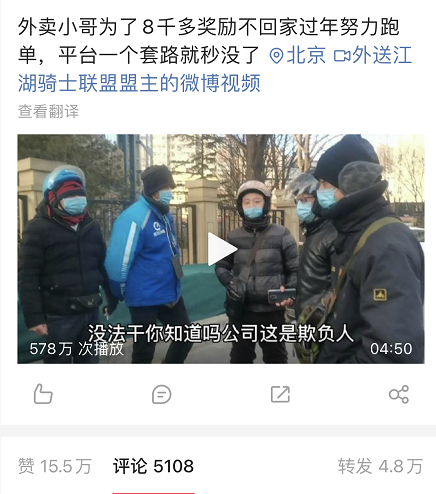 外卖小哥为了8千多奖励不回家过年努力跑
单，平台一个套路就秒没了 北京 外送江
湖骑士联盟盟主的微博视频
查看翻译
没法干你知道吗公司这是欺负人
578万 次播放
04:50
赞 15.5万 评论 5108 转发 4.8万